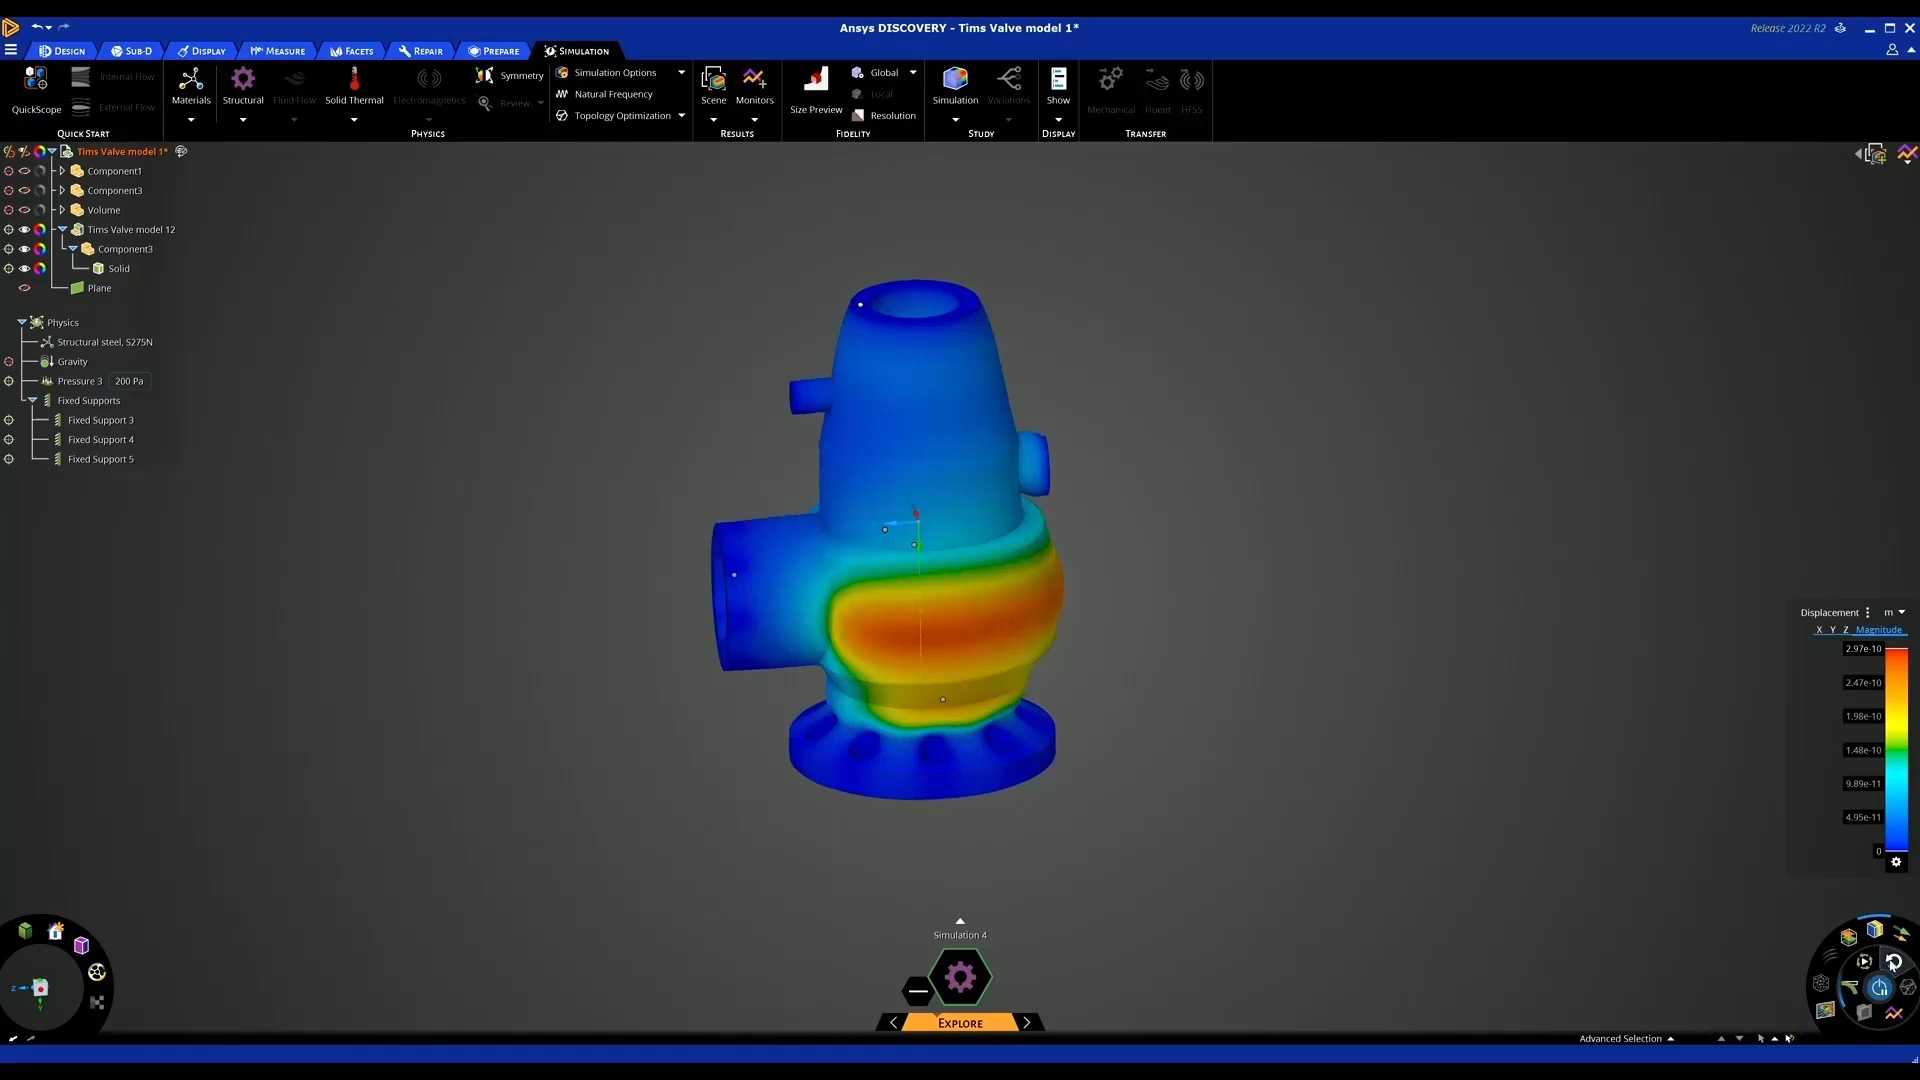 Ansys DISCOVERY - Tims Valve model 1*
Release 2022 R2
DESIGN
SUB-D
DISPLAY
MEASURE
FACETS
REPAIR
PREPARE
SIMULATION
QuickScope
Internal Flow
External Flow
QUICK START
Materials
Structural
Fluid Flow
Solid Thermal
Electromagnetics
Symmetry
Review
Simulation Options
Natural Frequency
Topology Optimization
PHYSICS
Scene
Monitors
RESULTS
Size Preview
Global
Local
Resolution
FIDELITY
Simulation
Variations
STUDY
Show
DISPLAY
Mechanical
Fluent
HFSS
TRANSFER
Tims Valve model 1*
Component1
Component3
Volume
Tims Valve model 12
Component3
Solid
Plane
Physics
Structural steel, S275N
Gravity
Pressure 3 200 Pa
Fixed Supports
Fixed Support 3
Fixed Support 4
Fixed Support 5
Displacement m
X Y Z Magnitude
2.97e-10
2.47e-10
1.98e-10
1.48e-10
9.89e-11
4.95e-11
0
Simulation 4
EXPLORE
Z
Y
Advanced Selection